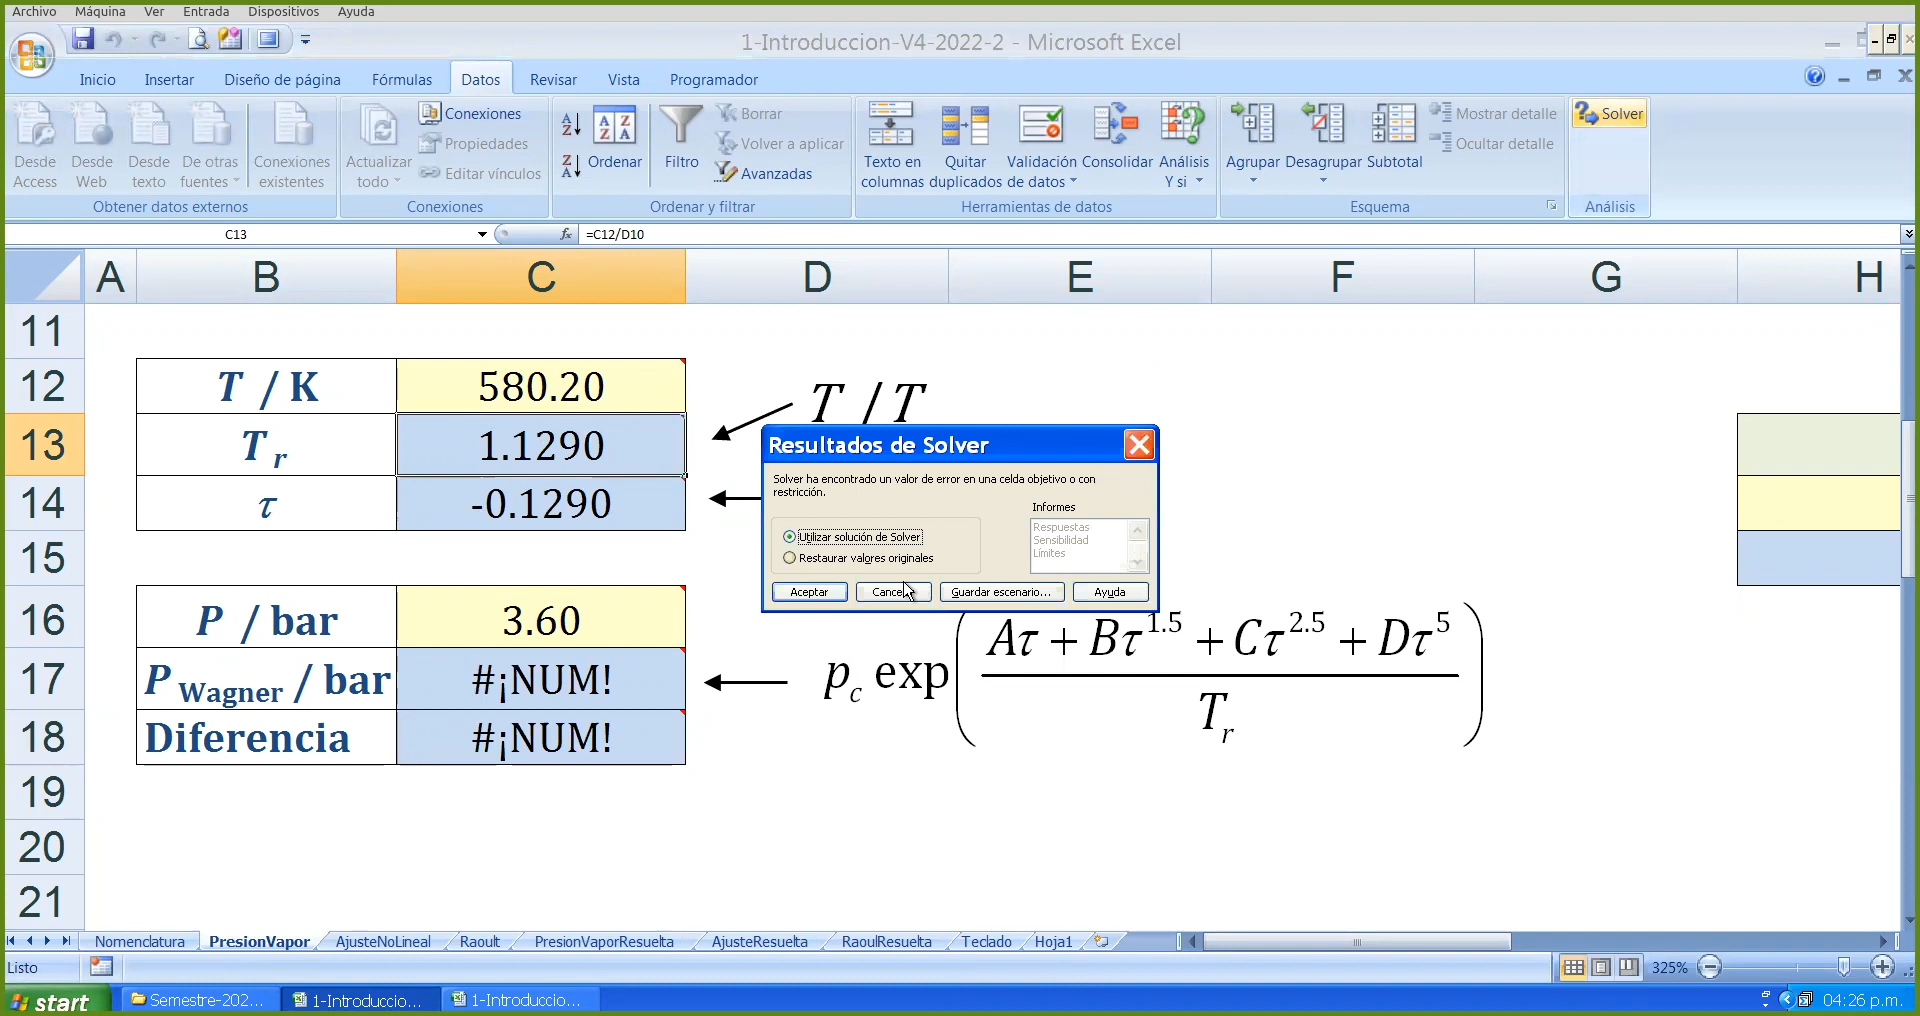 Archivo Máquina Ver Entrada Dispositivos Ayuda
1-Introduccion-V4-2022-2 - Microsoft Excel
Inicio Insertar Diseño de página Fórmulas Datos Revisar Vista Programador
Desde Access
Desde Web
Desde texto
De otras fuentes
Conexiones existentes
Obtener datos externos
Actualizar todo
Conexiones
Propiedades
Editar vínculos
Conexiones
Ordenar
Filtro
Borrar
Volver a aplicar
Avanzadas
Ordenar y filtrar
Texto en columnas
Quitar duplicados
Validación de datos
Consolidar
Análisis Y si
Herramientas de datos
Agrupar
Desagrupar
Subtotal
Mostrar detalle
Ocultar detalle
Esquema
Solver
Análisis
C13 fx =C12/D10
A B C D E F G H
11
12 T / K 580.20 T / T
13 T r 1.1290
14 τ -0.1290
15
16 P / bar 3.60
17 P Wagner / bar #¡NUM! p c exp ( Aτ + Bτ^1.5 + Cτ^2.5 + Dτ^5 / T r )
18 Diferencia #¡NUM!
19
20
21
Resultados de Solver
Solver ha encontrado un valor de error en una celda objetivo o con
restricción.
Informes
Utilizar solución de Solver
Restaurar valores originales
Respuestas
Sensibilidad
Límites
Aceptar Guardar escenario... Ayuda
Nomenclatura PresionVapor AjusteNoLineal Raoult PresionVaporResuelta AjusteResuelta RaoulResuelta Teclado Hoja1
Listo 325%
start Semestre-202... 1-Introduccio... 1-Introduccio... 04:26 p.m.